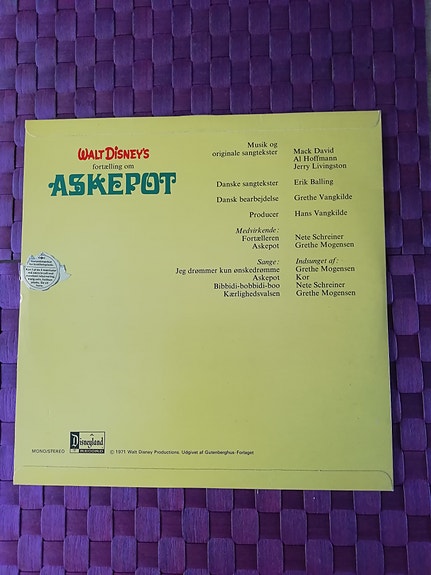 WALT DISNEY'S
fortælling om
ASKEPOT
Musik og
originale sangtekster Mack David
Al Hoffmann
Jerry Livingston
Danske sangtekster Erik Balling
Dansk bearbejdelse Grethe Vangkilde
Producer Hans Vangkilde
Medvirkende:
Fortælleren Nete Schreiner
Askepot Grethe Mogensen
Sange: Indsunget af:
Jeg drømmer kun ønskedrømme Grethe Mogensen
Askepot Kor
Bibbidi-bobbidi-boo Nete Schreiner
Kærlighedsvalsen Grethe Mogensen
MONO/STEREO
Disneyland
© 1971 Walt Disney Productions. Udgivet af Gutenberghus-Forlaget